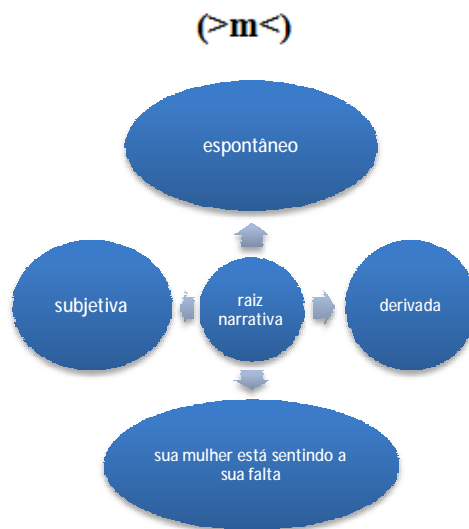 (>m<)
espontâneo
subjetiva
raiz
narrativa
derivada
sua mulher está sentindo a
sua falta